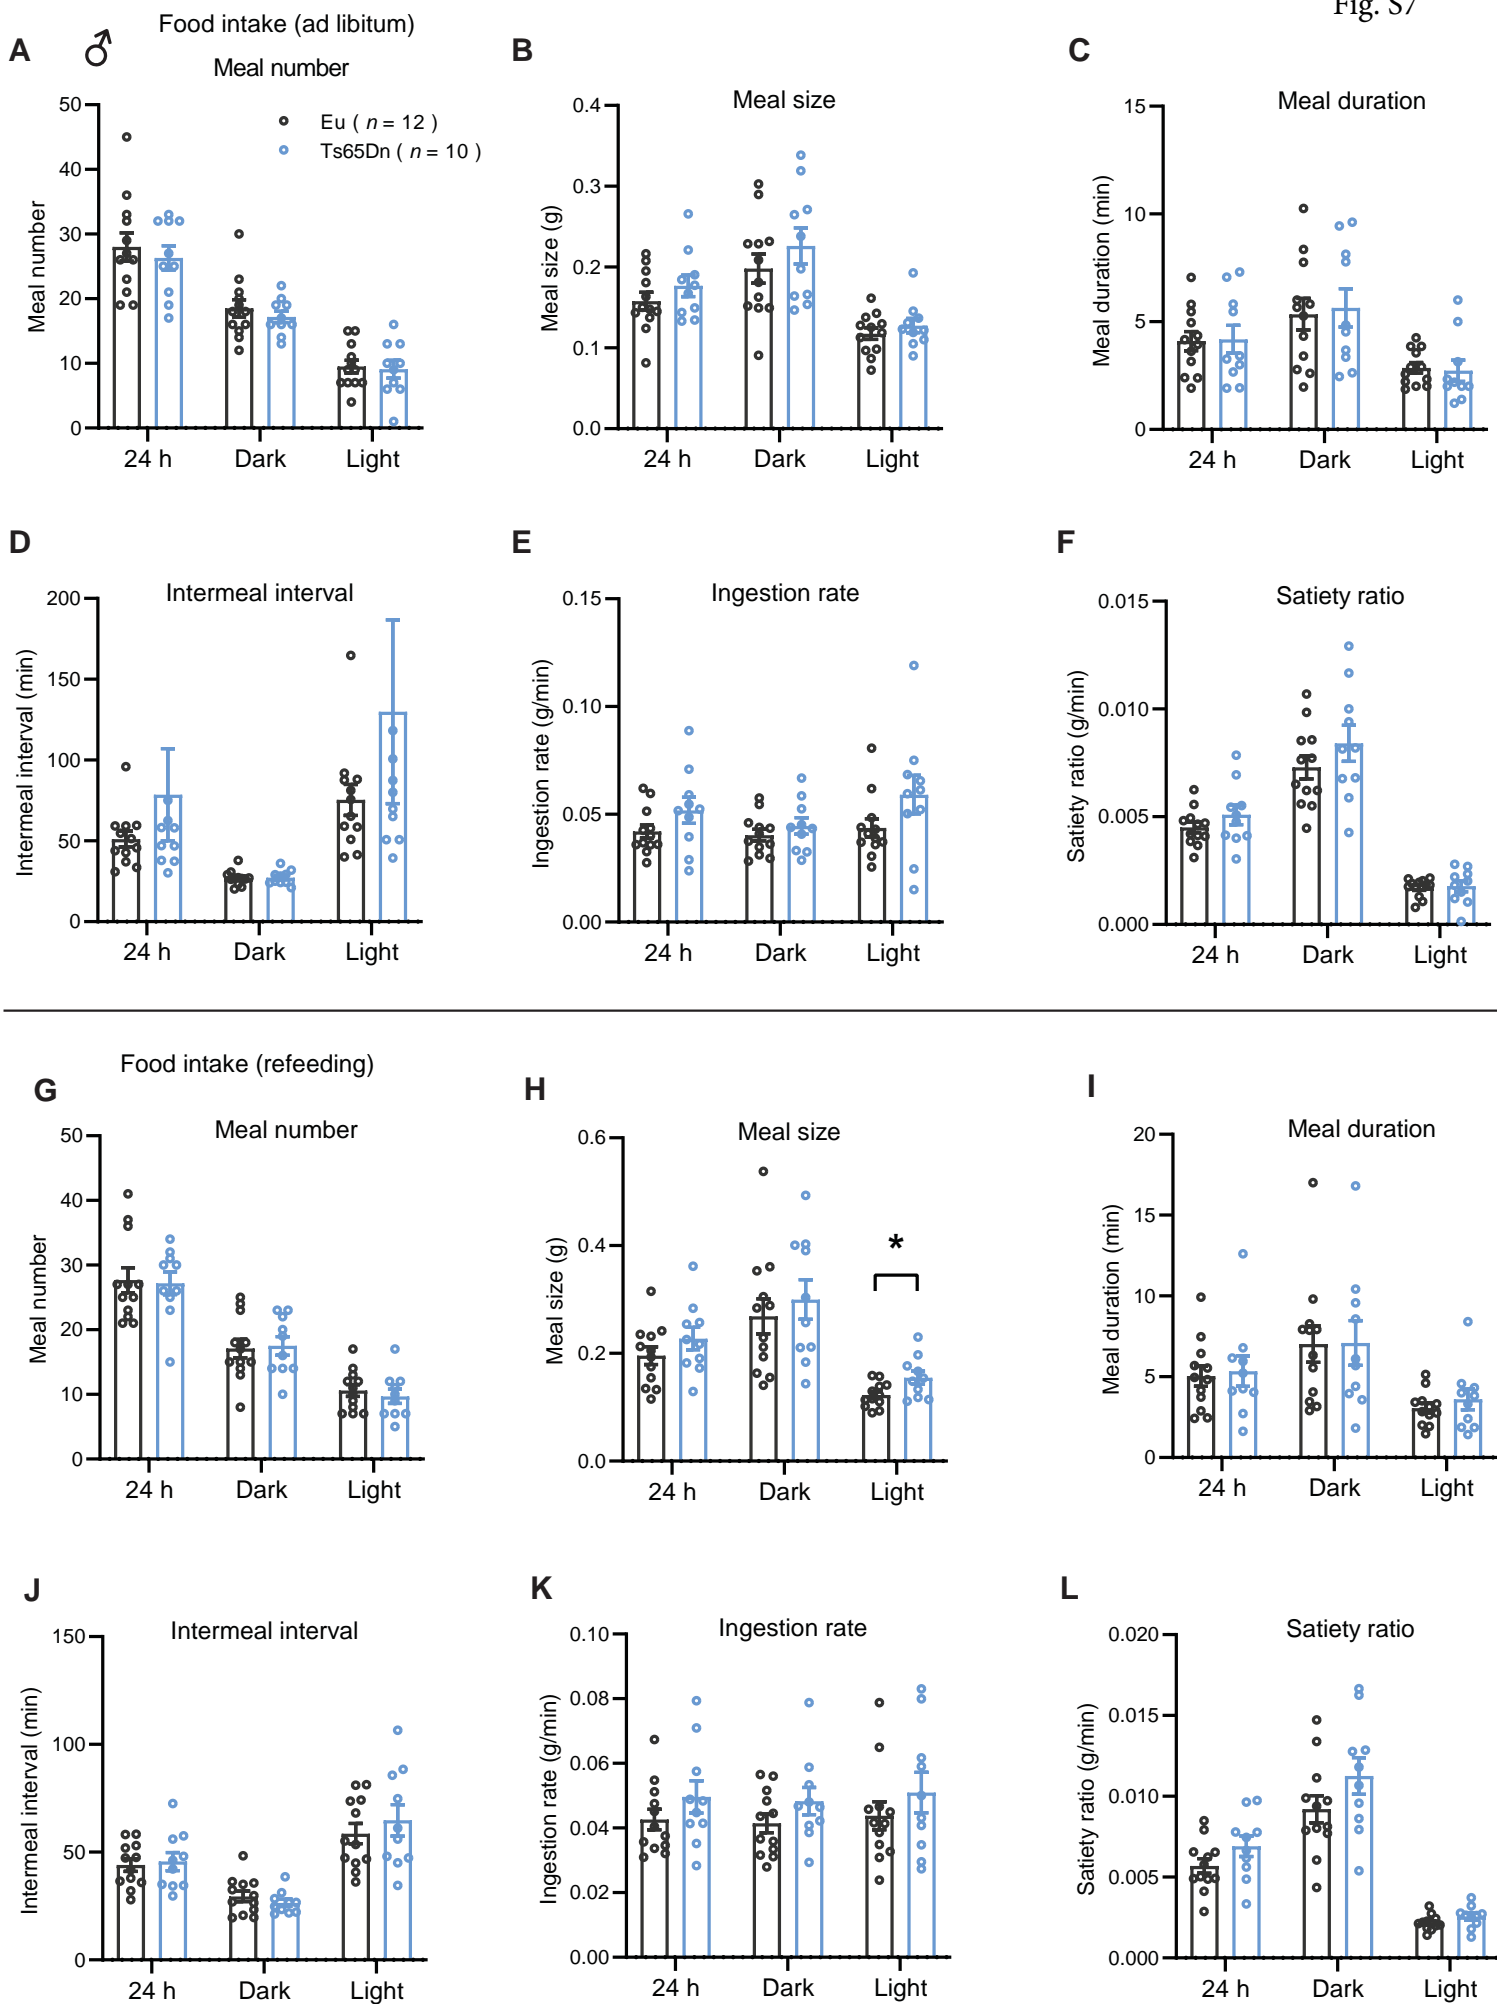 Fig. S7
Food intake (ad libitum)
A
♂
Meal number
Eu ( n = 12 )
Ts65Dn ( n = 10 )
Meal number
50
40
30
20
10
0
24 h
Dark
Light
B
Meal size
Meal size (g)
0.4
0.3
0.2
0.1
0.0
24 h
Dark
Light
C
Meal duration
Meal duration (min)
15
10
5
0
24 h
Dark
Light
D
Intermeal interval
Intermeal interval (min)
200
150
100
50
0
24 h
Dark
Light
E
Ingestion rate
Ingestion rate (g/min)
0.15
0.10
0.05
0.00
24 h
Dark
Light
F
Satiety ratio
Satiety ratio (g/min)
0.015
0.010
0.005
0.000
24 h
Dark
Light
Food intake (refeeding)
G
Meal number
Meal number
50
40
30
20
10
0
24 h
Dark
Light
H
Meal size
Meal size (g)
0.6
0.4
0.2
0.0
*
24 h
Dark
Light
I
Meal duration
Meal duration (min)
20
15
10
5
0
24 h
Dark
Light
J
Intermeal interval
Intermeal interval (min)
150
100
50
0
24 h
Dark
Light
K
Ingestion rate
Ingestion rate (g/min)
0.10
0.08
0.06
0.04
0.02
0.00
24 h
Dark
Light
L
Satiety ratio
Satiety ratio (g/min)
0.020
0.015
0.010
0.005
0.000
24 h
Dark
Light